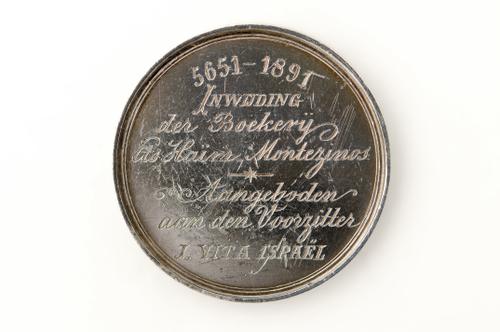 5651-1891
INWIJDING
der Boekerij
Ets Haïm, Montezinos
Aangeboden
aan den Voorzitter
J. VITA ISRAËL